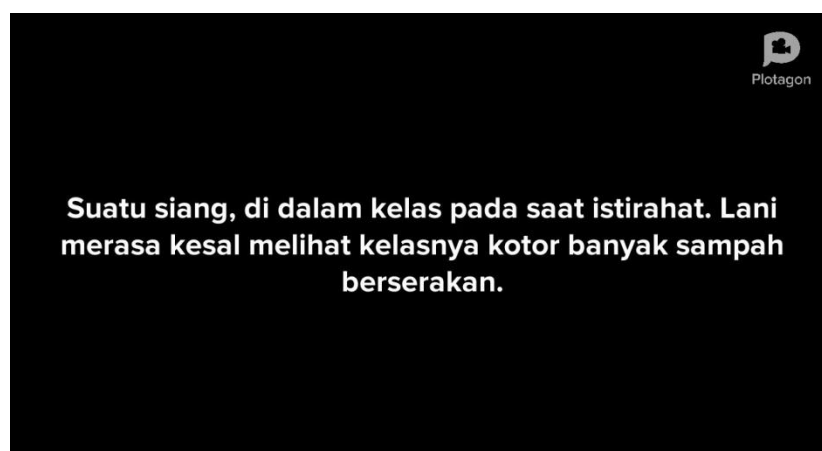 Plotagon
Suatu siang, di dalam kelas pada saat istirahat. Lani
merasa kesal melihat kelasnya kotor banyak sampah
berserakan.